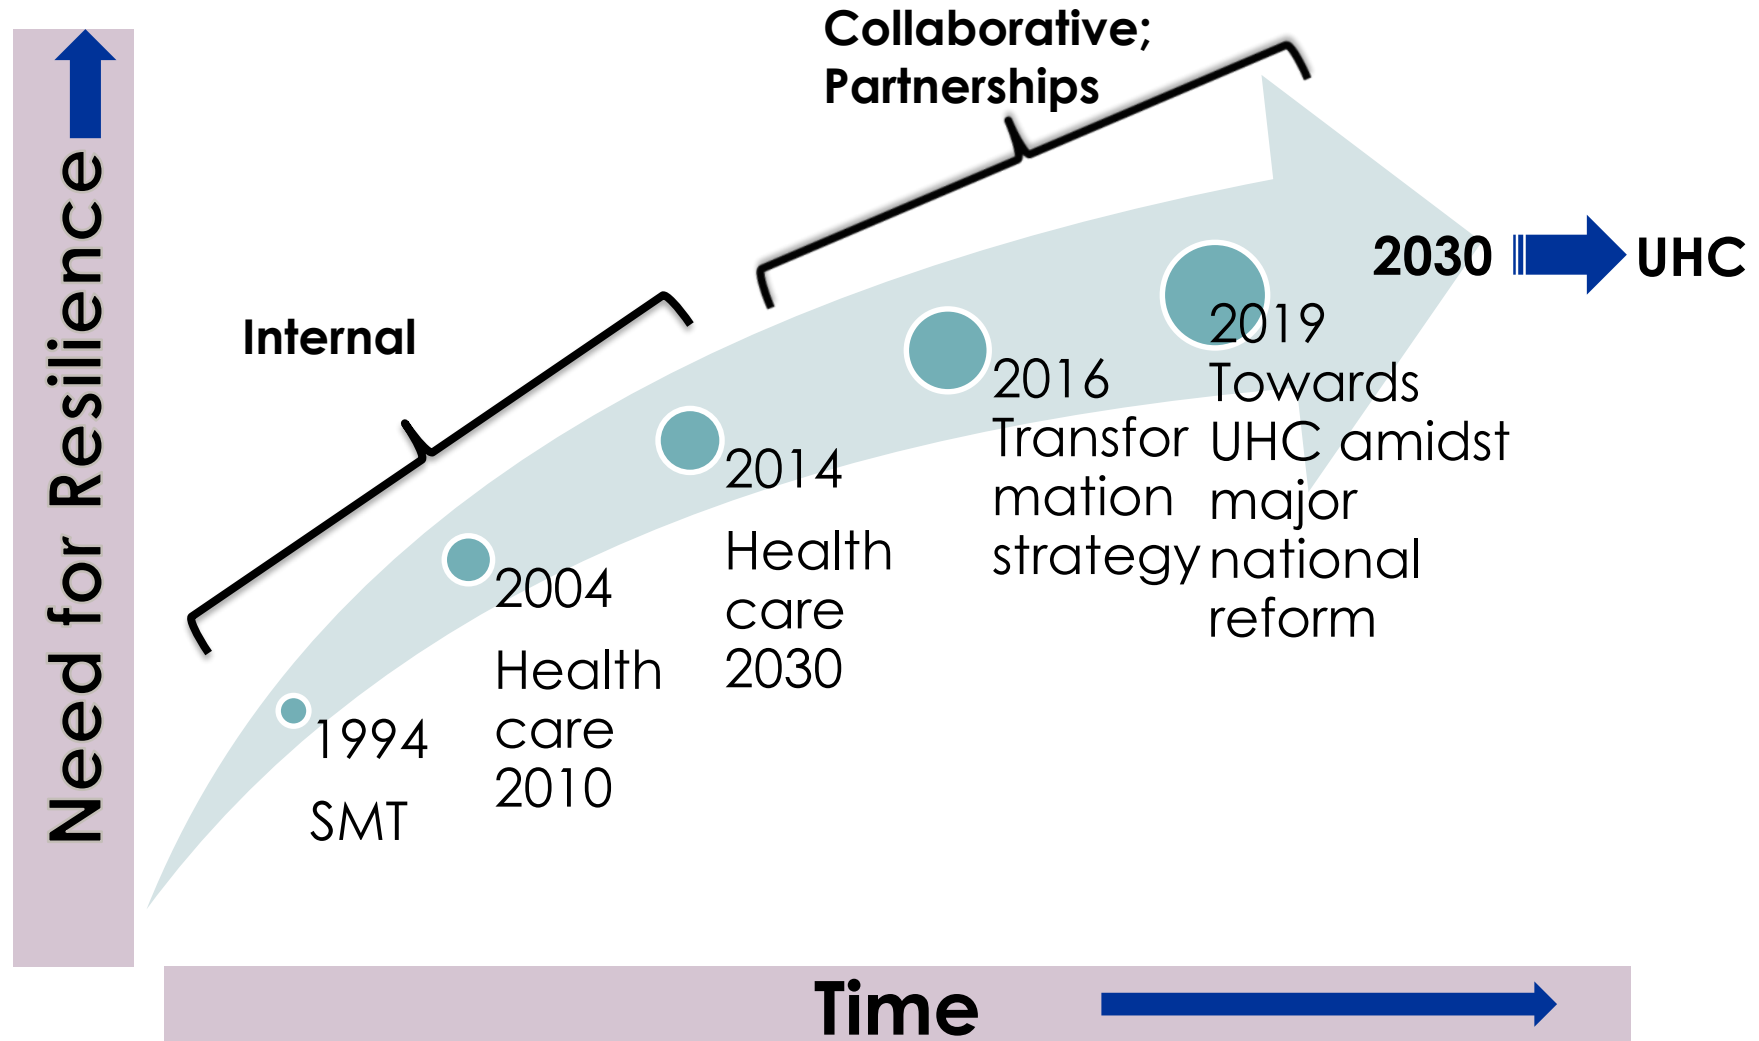 Collaborative;
Partnerships
Need for Resilience
Internal
2030
UHC
1994
SMT
2004
Health
care
2010
2014
Health
care
2030
2016
Transfor
mation
strategy
2019
Towards
UHC amidst
major
national
reform
Time